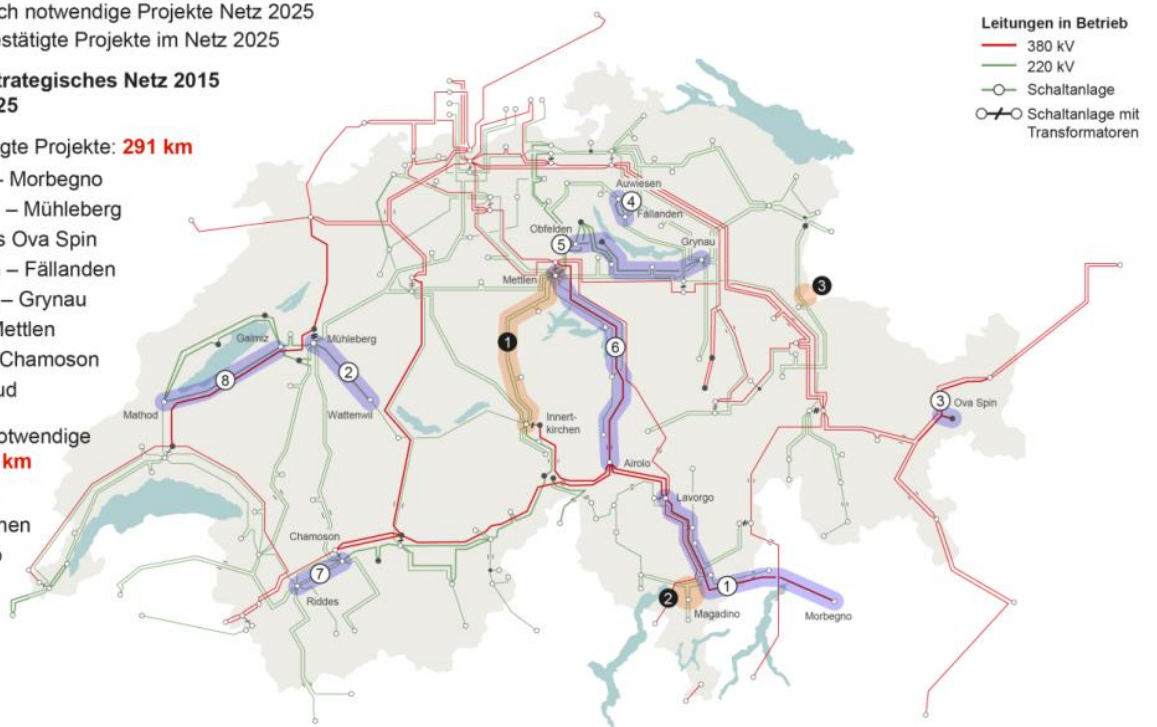 ch notwendige Projekte Netz 2025
estätigte Projekte im Netz 2025
trategisches Netz 2015
25
gte Projekte: 291 km
– Morbegno
– Mühleberg
s Ova Spin
– Fällanden
– Grynau
Mettlen
Chamoson
ud
otwendige
km
nen
Leitungen in Betrieb
380 kV
220 kV
Schaltanlage
Schaltanlage mit
Transformatoren
Auwiesen
4
Fällanden
Obfelden
5
Grynau
Mettlen
3
1
6
Galmiz
Mühleberg
8
2
Mathod
Wattenwil
Innert-
kirchen
3
Ova Spin
Airolo
Lavorgo
Chamoson
7
Riddes
2
1
Magadino
Morbegno